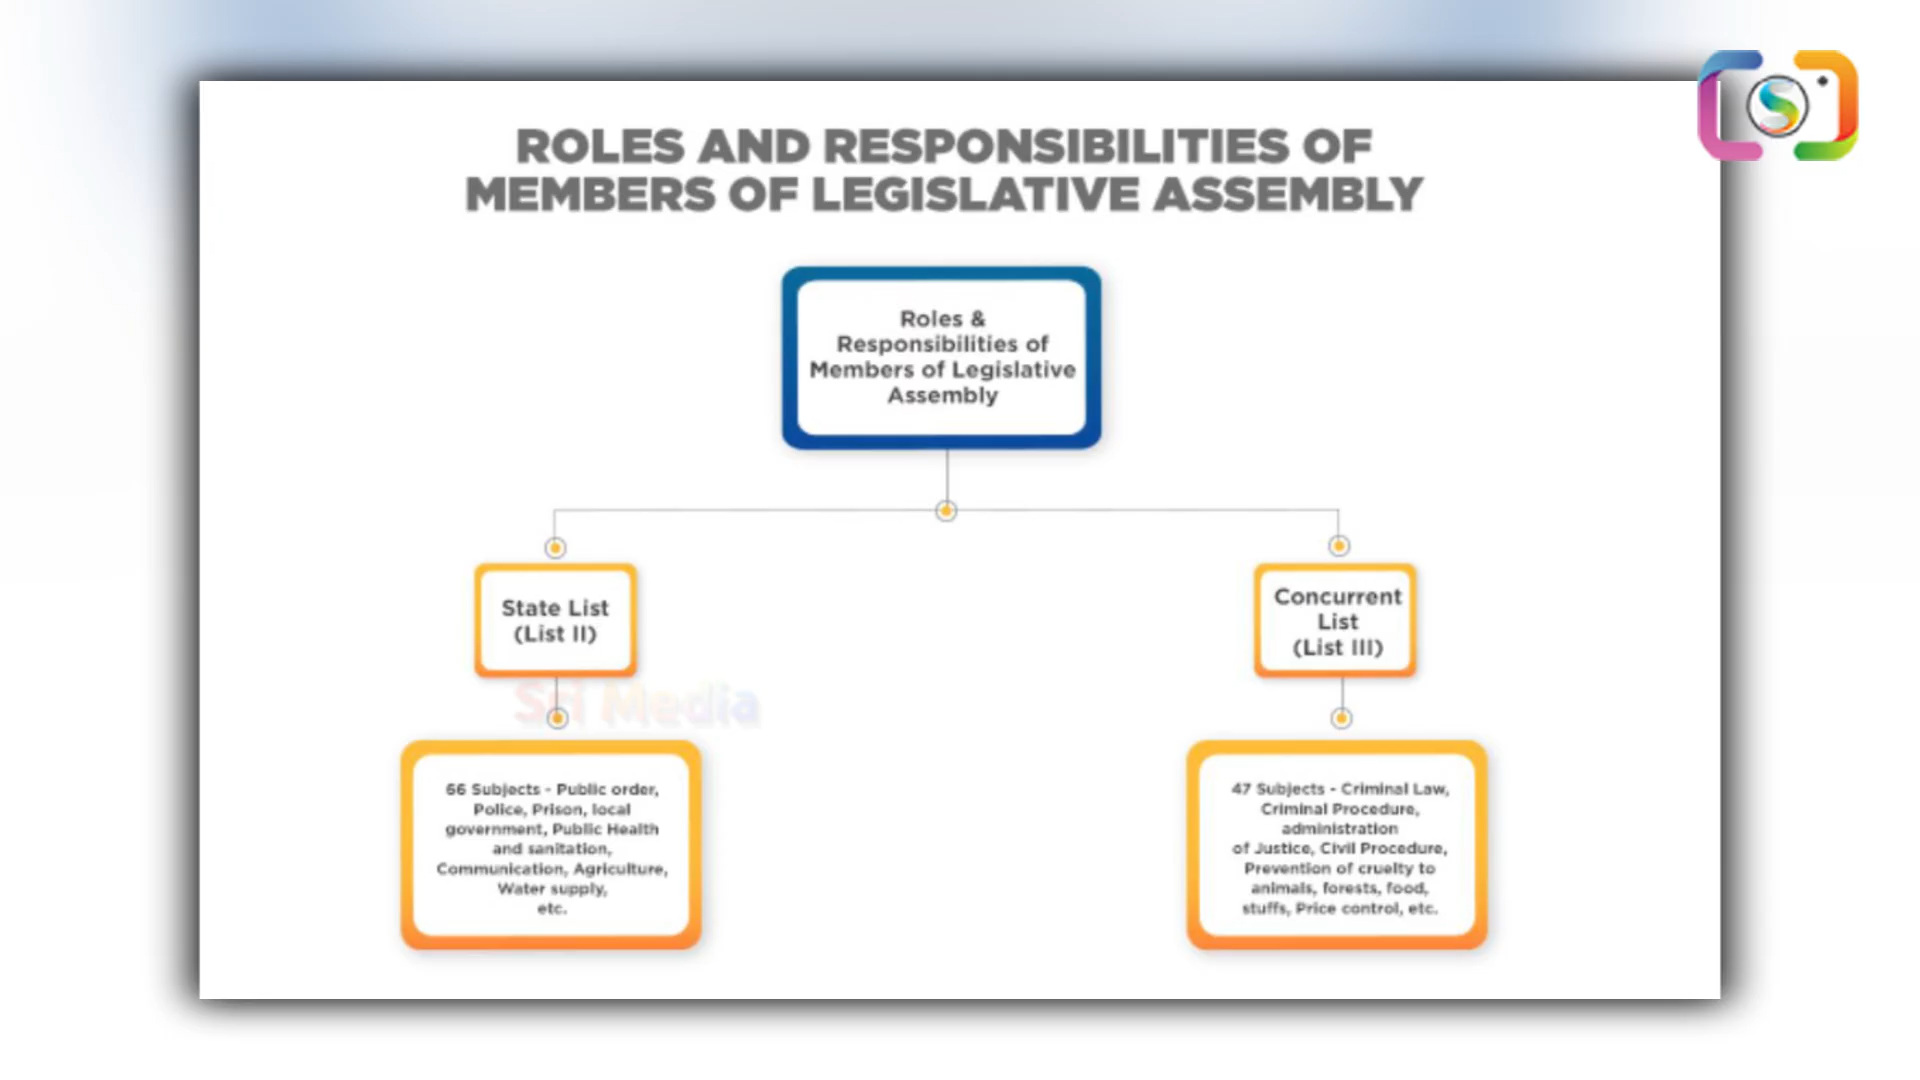 ROLES AND RESPONSIBILITIES OF
MEMBERS OF LEGISLATIVE ASSEMBLY
Roles &
Responsibilities of
Members of Legislative
Assembly
State List
(List II)
Concurrent
List
(List III)
Sri Media
66 Subjects - Public order,
Police, Prison, local
government, Public Health
and sanitation,
Communication, Agriculture,
Water supply,
etc.
47 Subjects - Criminal Law,
Criminal Procedure,
administration
of Justice, Civil Procedure,
Prevention of cruelty to
animals, forests, food,
stuffs, Price control, etc.
S